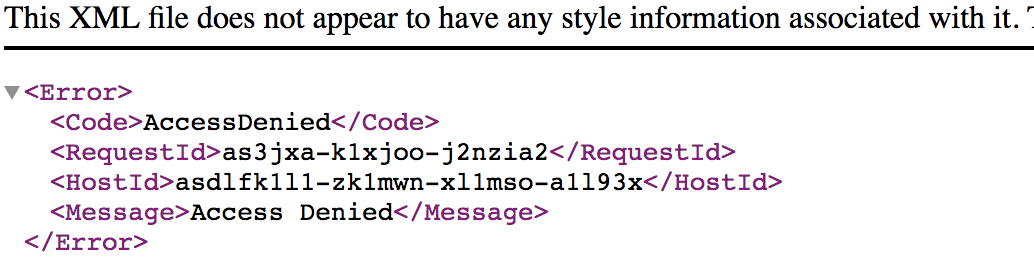 This XML file does not appear to have any style information associated with it.
<Error>
<Code>AccessDenied</Code>
<RequestId>as3jxa-k1xjoo-j2nzia2</RequestId>
<HostId>asdlfk1l1-zk1mwn-xl1mso-a1l93x</HostId>
<Message>Access Denied</Message>
</Error>